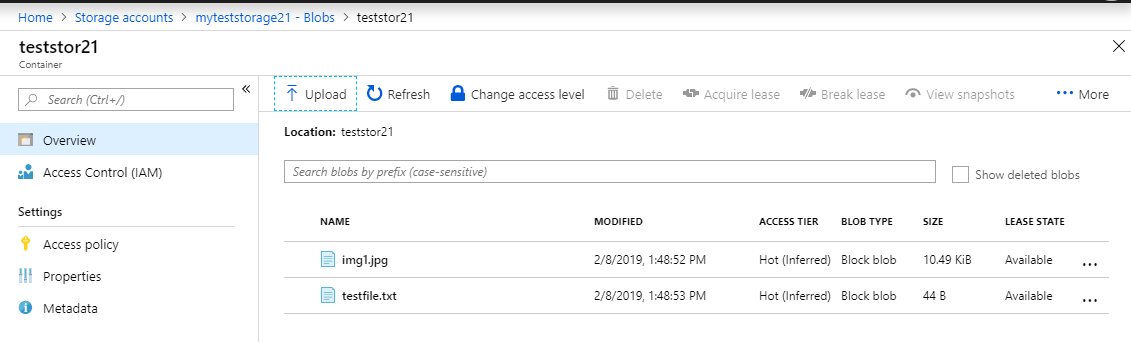 Home > Storage accounts > myteststorage21 - Blobs > teststor21
teststor21
Container
Search (Ctrl+/)
Overview
Access Control (IAM)
Settings
Access policy
Properties
Metadata
Upload Refresh Change access level Delete Acquire lease Break lease View snapshots ... More
Location: teststor21
Search blobs by prefix (case-sensitive) Show deleted blobs
NAME MODIFIED ACCESS TIER BLOB TYPE SIZE LEASE STATE
img1.jpg 2/8/2019, 1:48:52 PM Hot (Inferred) Block blob 10.49 KiB Available ...
testfile.txt 2/8/2019, 1:48:53 PM Hot (Inferred) Block blob 44 B Available ...